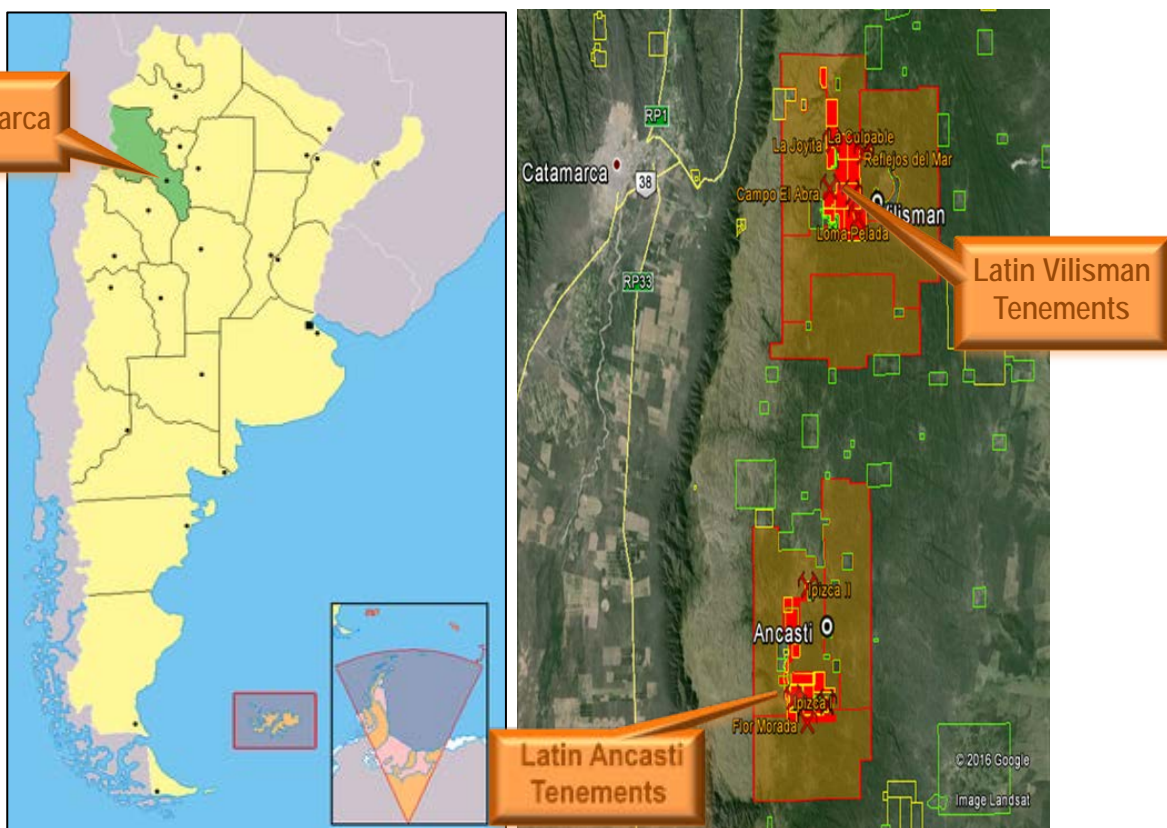 arca
RP1
La Culpable
La Joyita
Reflejos del Mar
Catamarca
38
Campo El Abra
Vilisman
Loma Pelada
Latin Vilisman
Tenements
RP33
Ipizca II
Ancasti
Ipizca II
Flor Morada
Latin Ancasti
Tenements
© 2016 Google
Image Landsat